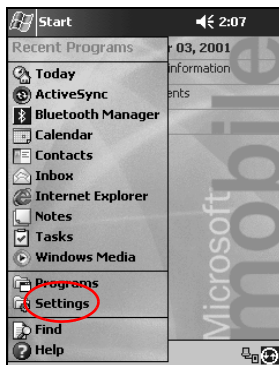 Start 2:07
Recent Programs r 03, 2001
Today information
ActiveSync ents
Bluetooth Manager
Calendar
Contacts
Inbox
Internet Explorer
Notes
Tasks
Windows Media
Programs
Settings
Find
Help
Microsoft
mobile